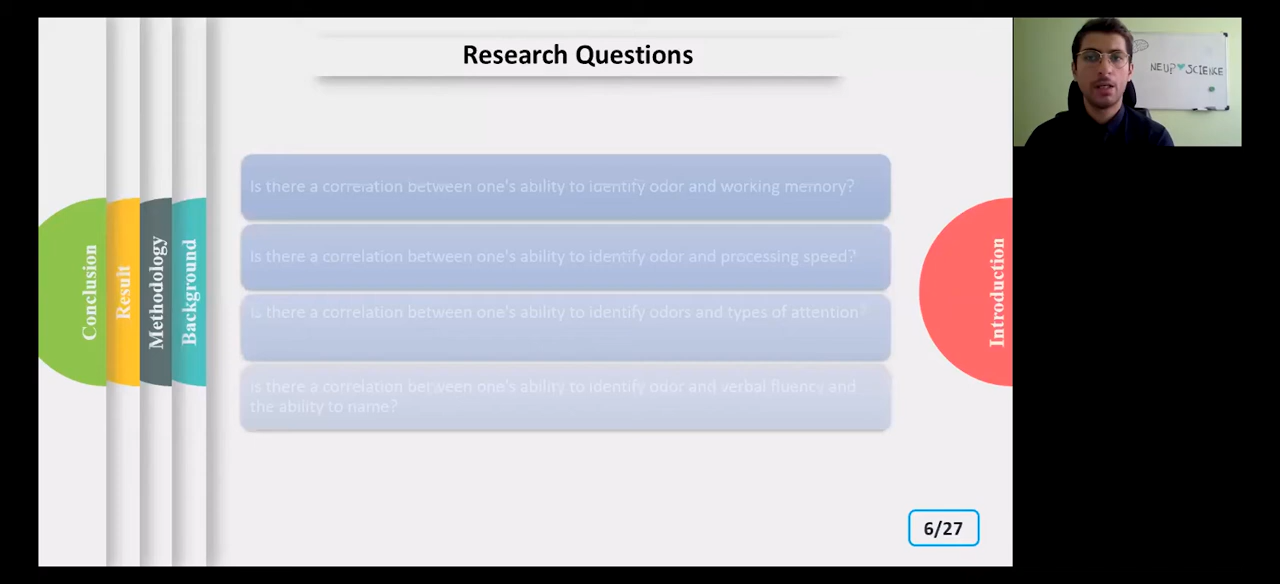 Research Questions
Is there a correlation between one's ability to identify odor and working memory?
Is there a correlation between one's ability to identify odor and processing speed?
Is there a correlation between one's ability to identify odors and types of attention
Is there a correlation between one's ability to identify odor and verbal fluency and
the ability to name?
Conclusion
Result
Methodology
Background
Introduction
6/27
NEUP SCIENCE